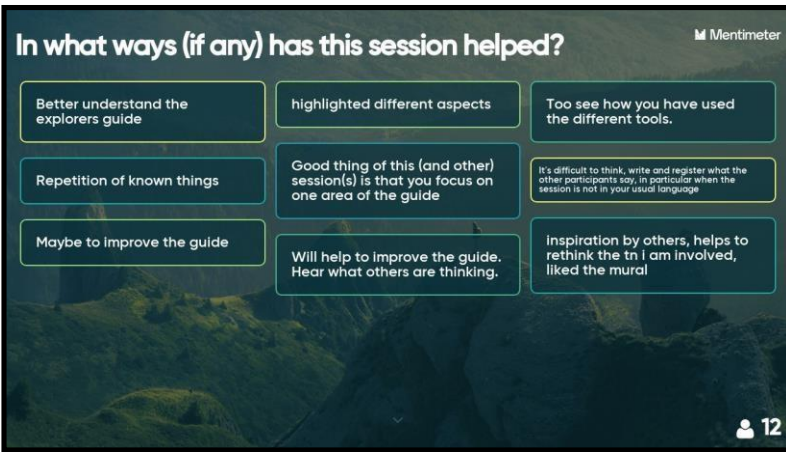 In what ways (if any) has this session helped?
Mentimeter
Better understand the
explorers guide
Repetition of known things
Maybe to improve the guide
highlighted different aspects
Good thing of this (and other)
session(s) is that you focus on
one area of the guide
Will help to improve the guide.
Hear what others are thinking.
Too see how you have used
the different tools.
It's difficult to think, write and register what the
other participants say, in particular when the
session is not in your usual language
inspiration by others, helps to
rethink the tn i am involved,
liked the mural
12